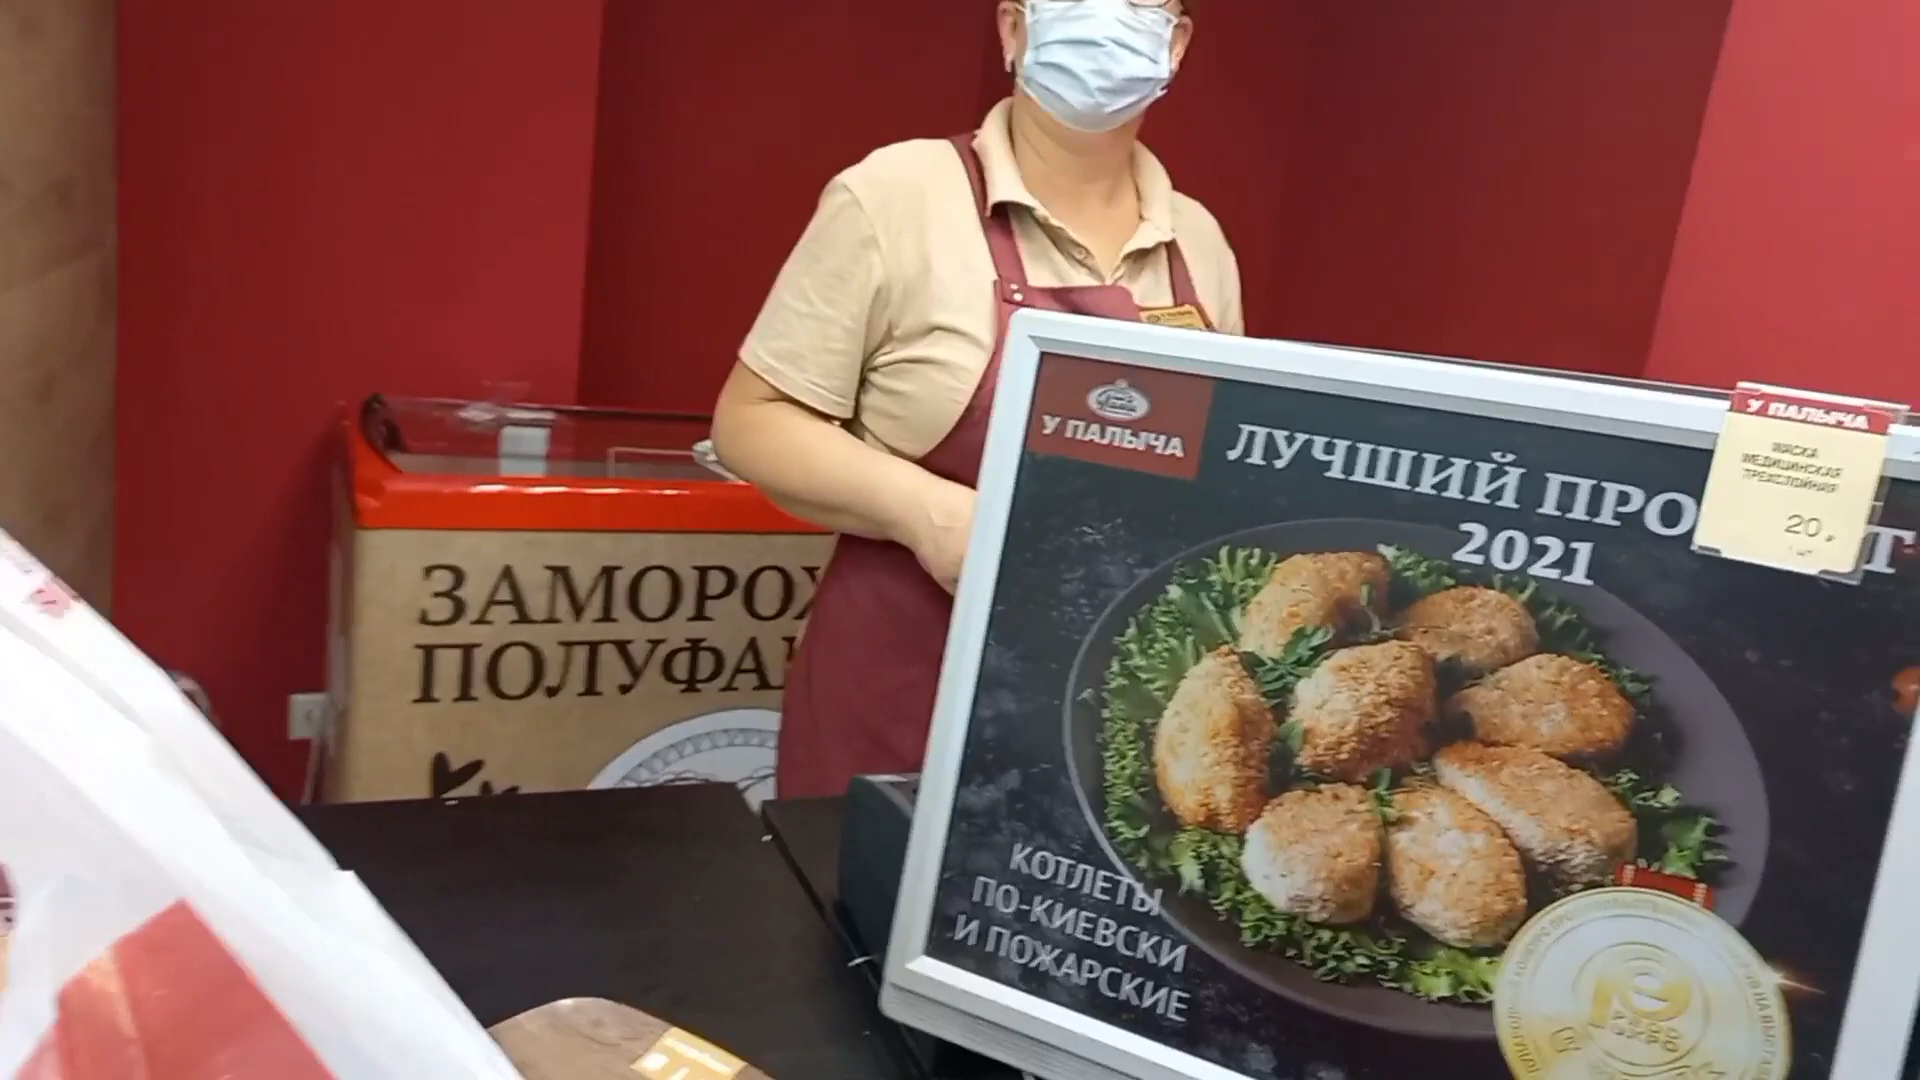 ЗАМОРОЖ
ПОЛУФА
У ПАЛЫЧА
ЛУЧШИЙ ПРО Т
2021
У ПАЛЫЧА
МАСКА
МЕДИЦИНСКАЯ
ТРЕХСЛОЙНАЯ
20
КОТЛЕТЫ
ПО-КИЕВСКИ
И ПОЖАРСКИЕ